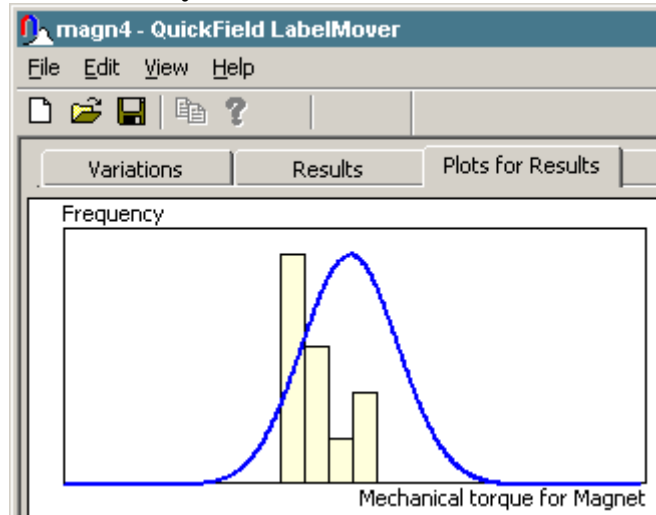 magn4 - QuickField LabelMover
File Edit View Help
Variations Results Plots for Results
Frequency
Mechanical torque for Magnet